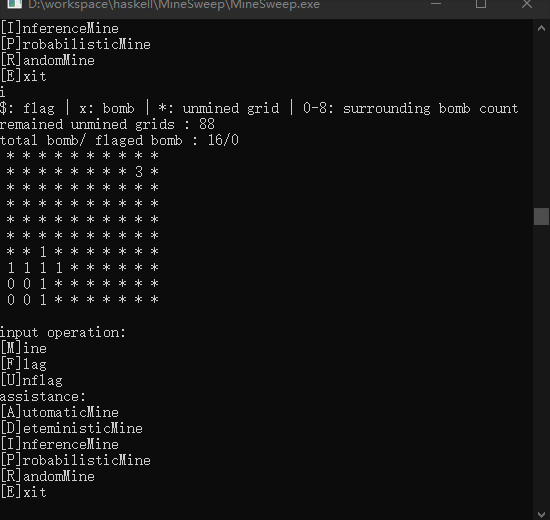 D:\workspace\haskell\MineSweep\MineSweep.exe
[I]nferenceMine
[P]robabilisticMine
[R]andomMine
[E]xit
i
$: flag | x: bomb | *: unmined grid | 0-8: surrounding bomb count
remained unmined grids : 88
total bomb/ flaged bomb : 16/0
* * * * * * * * * *
* * * * * * * * 3 *
* * * * * * * * * *
* * * * * * * * * *
* * * * * * * * * *
* * * * * * * * * *
* * 1 * * * * * * *
1 1 1 1 * * * * * *
0 0 1 * * * * * * *
0 0 1 * * * * * * *
input operation:
[M]ine
[F]lag
[U]nflag
assistance:
[A]utomaticMine
[D]eteministicMine
[I]nferenceMine
[P]robabilisticMine
[R]andomMine
[E]xit